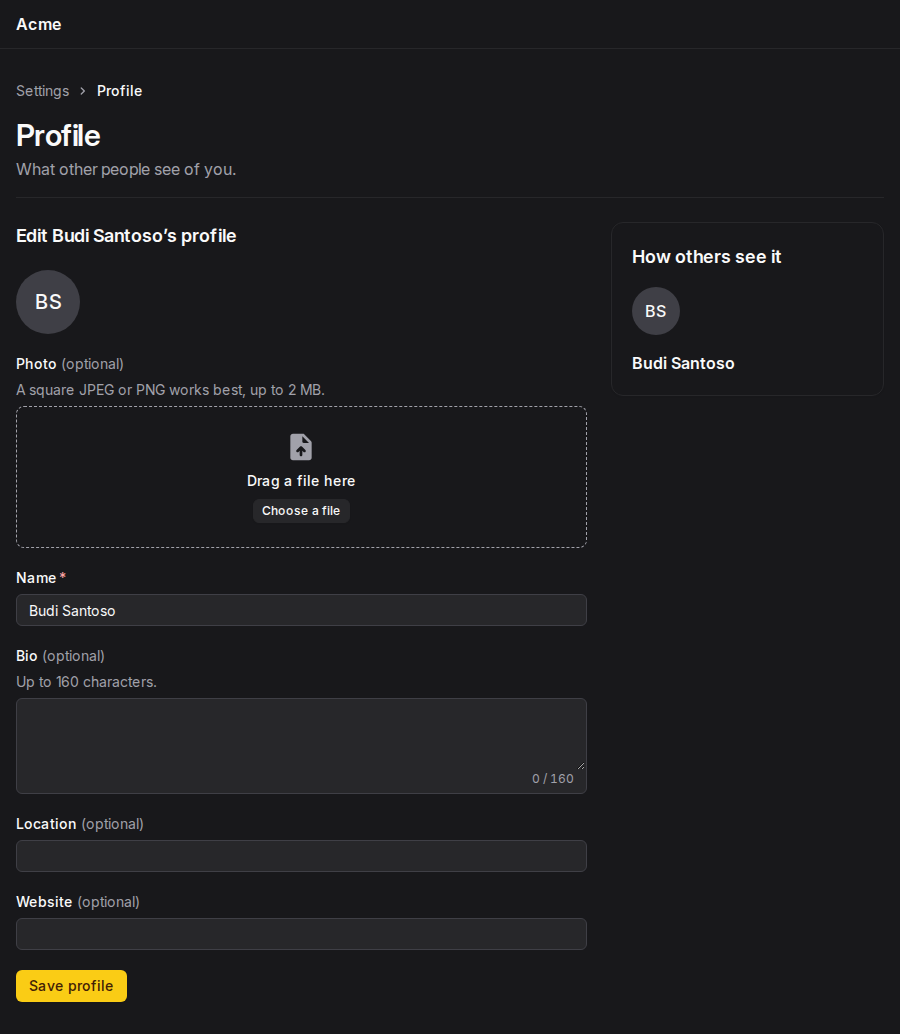 Acme
Settings > Profile
Profile
What other people see of you.
Edit Budi Santoso’s profile
BS
Photo (optional)
A square JPEG or PNG works best, up to 2 MB.
Drag a file here
Choose a file
Name *
Budi Santoso
Bio (optional)
Up to 160 characters.
0 / 160
Location (optional)
Website (optional)
Save profile
How others see it
BS
Budi Santoso